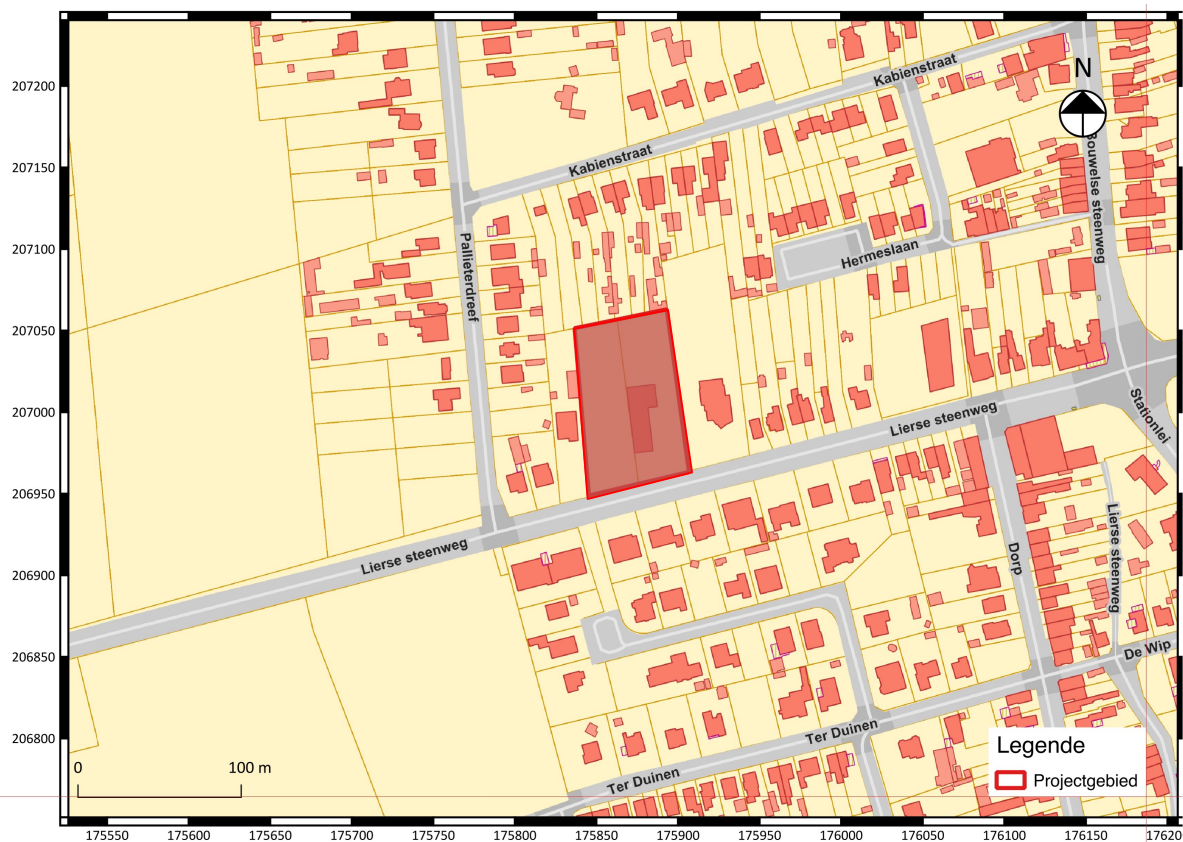 207200
207150
207100
207050
207000
206950
206900
206850
206800
Kabienstraat
N
Kabienstraat
Bouwelse steenweg
Pallieterdreef
Hermeslaan
Lierse steenweg
Stationlei
Lierse steenweg
Dorp
Lierse steenweg
De Wip
Ter Duinen
Ter Duinen
0 100 m
Legende
Projectgebied
175550 175600 175650 175700 175750 175800 175850 175900 175950 176000 176050 176100 176150 17620